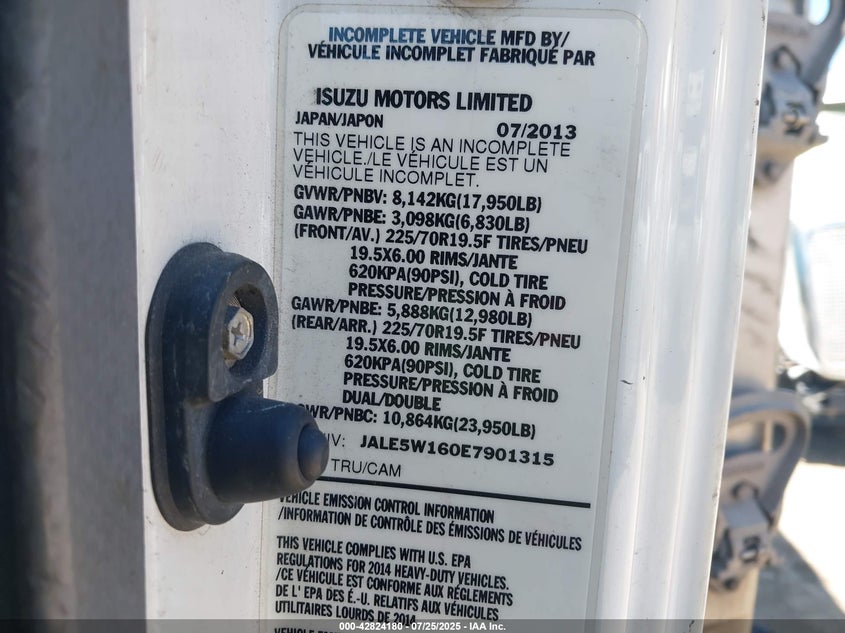 INCOMPLETE VEHICLE MFD BY/
VÉHICULE INCOMPLET FABRIQUÉ PAR
ISUZU MOTORS LIMITED
JAPAN/JAPON 07/2013
THIS VEHICLE IS AN INCOMPLETE
VEHICLE./LE VÉHICULE EST UN
VÉHICULE INCOMPLET.
GVWR/PNBV: 8,142KG(17,950LB)
GAWR/PNBE: 3,098KG(6,830LB)
(FRONT/AV.) 225/70R19.5F TIRES/PNEU
19.5X6.00 RIMS/JANTE
620KPA(90PSI), COLD TIRE
PRESSURE/PRESSION À FROID
GAWR/PNBE: 5,888KG(12,980LB)
(REAR/ARR.) 225/70R19.5F TIRES/PNEU
19.5X6.00 RIMS/JANTE
620KPA(90PSI), COLD TIRE
PRESSURE/PRESSION À FROID
DUAL/DOUBLE
WR/PNBC: 10,864KG(23,950LB)
IV: JALE5W160E7901315
TRU/CAM
VEHICLE EMISSION CONTROL INFORMATION
/INFORMATION DE CONTRÔLE DES ÉMISSIONS DE VÉHICULES
THIS VEHICLE COMPLIES WITH U.S. EPA
REGULATIONS FOR 2014 HEAVY-DUTY VEHICLES.
/CE VÉHICULE EST CONFORME AUX RÈGLEMENTS
DE L' EPA DES É.-U. RELATIFS AUX VÉHICULES
UTILITAIRES LOURDS DE 2014
000-42824180 - 07/25/2025 - IAA Inc.